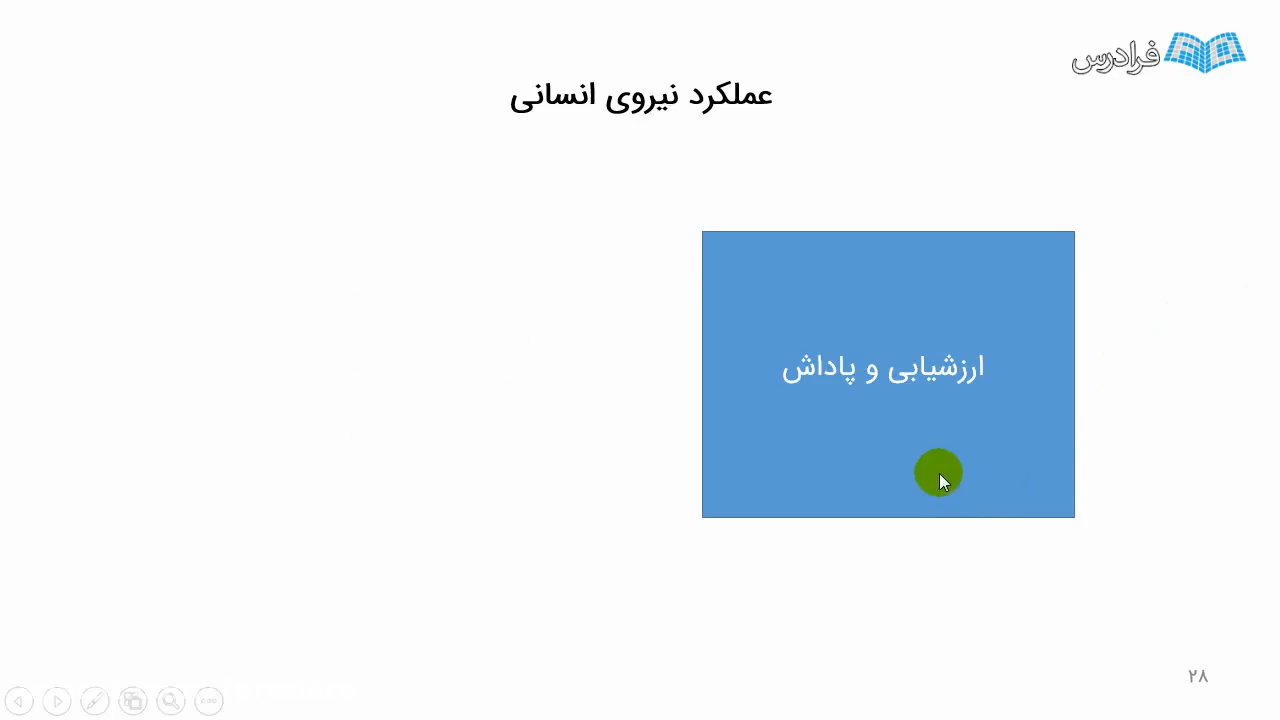 فرادرس
عملکرد نیروی انسانی
ارزشیابی و پاداش
۲۸